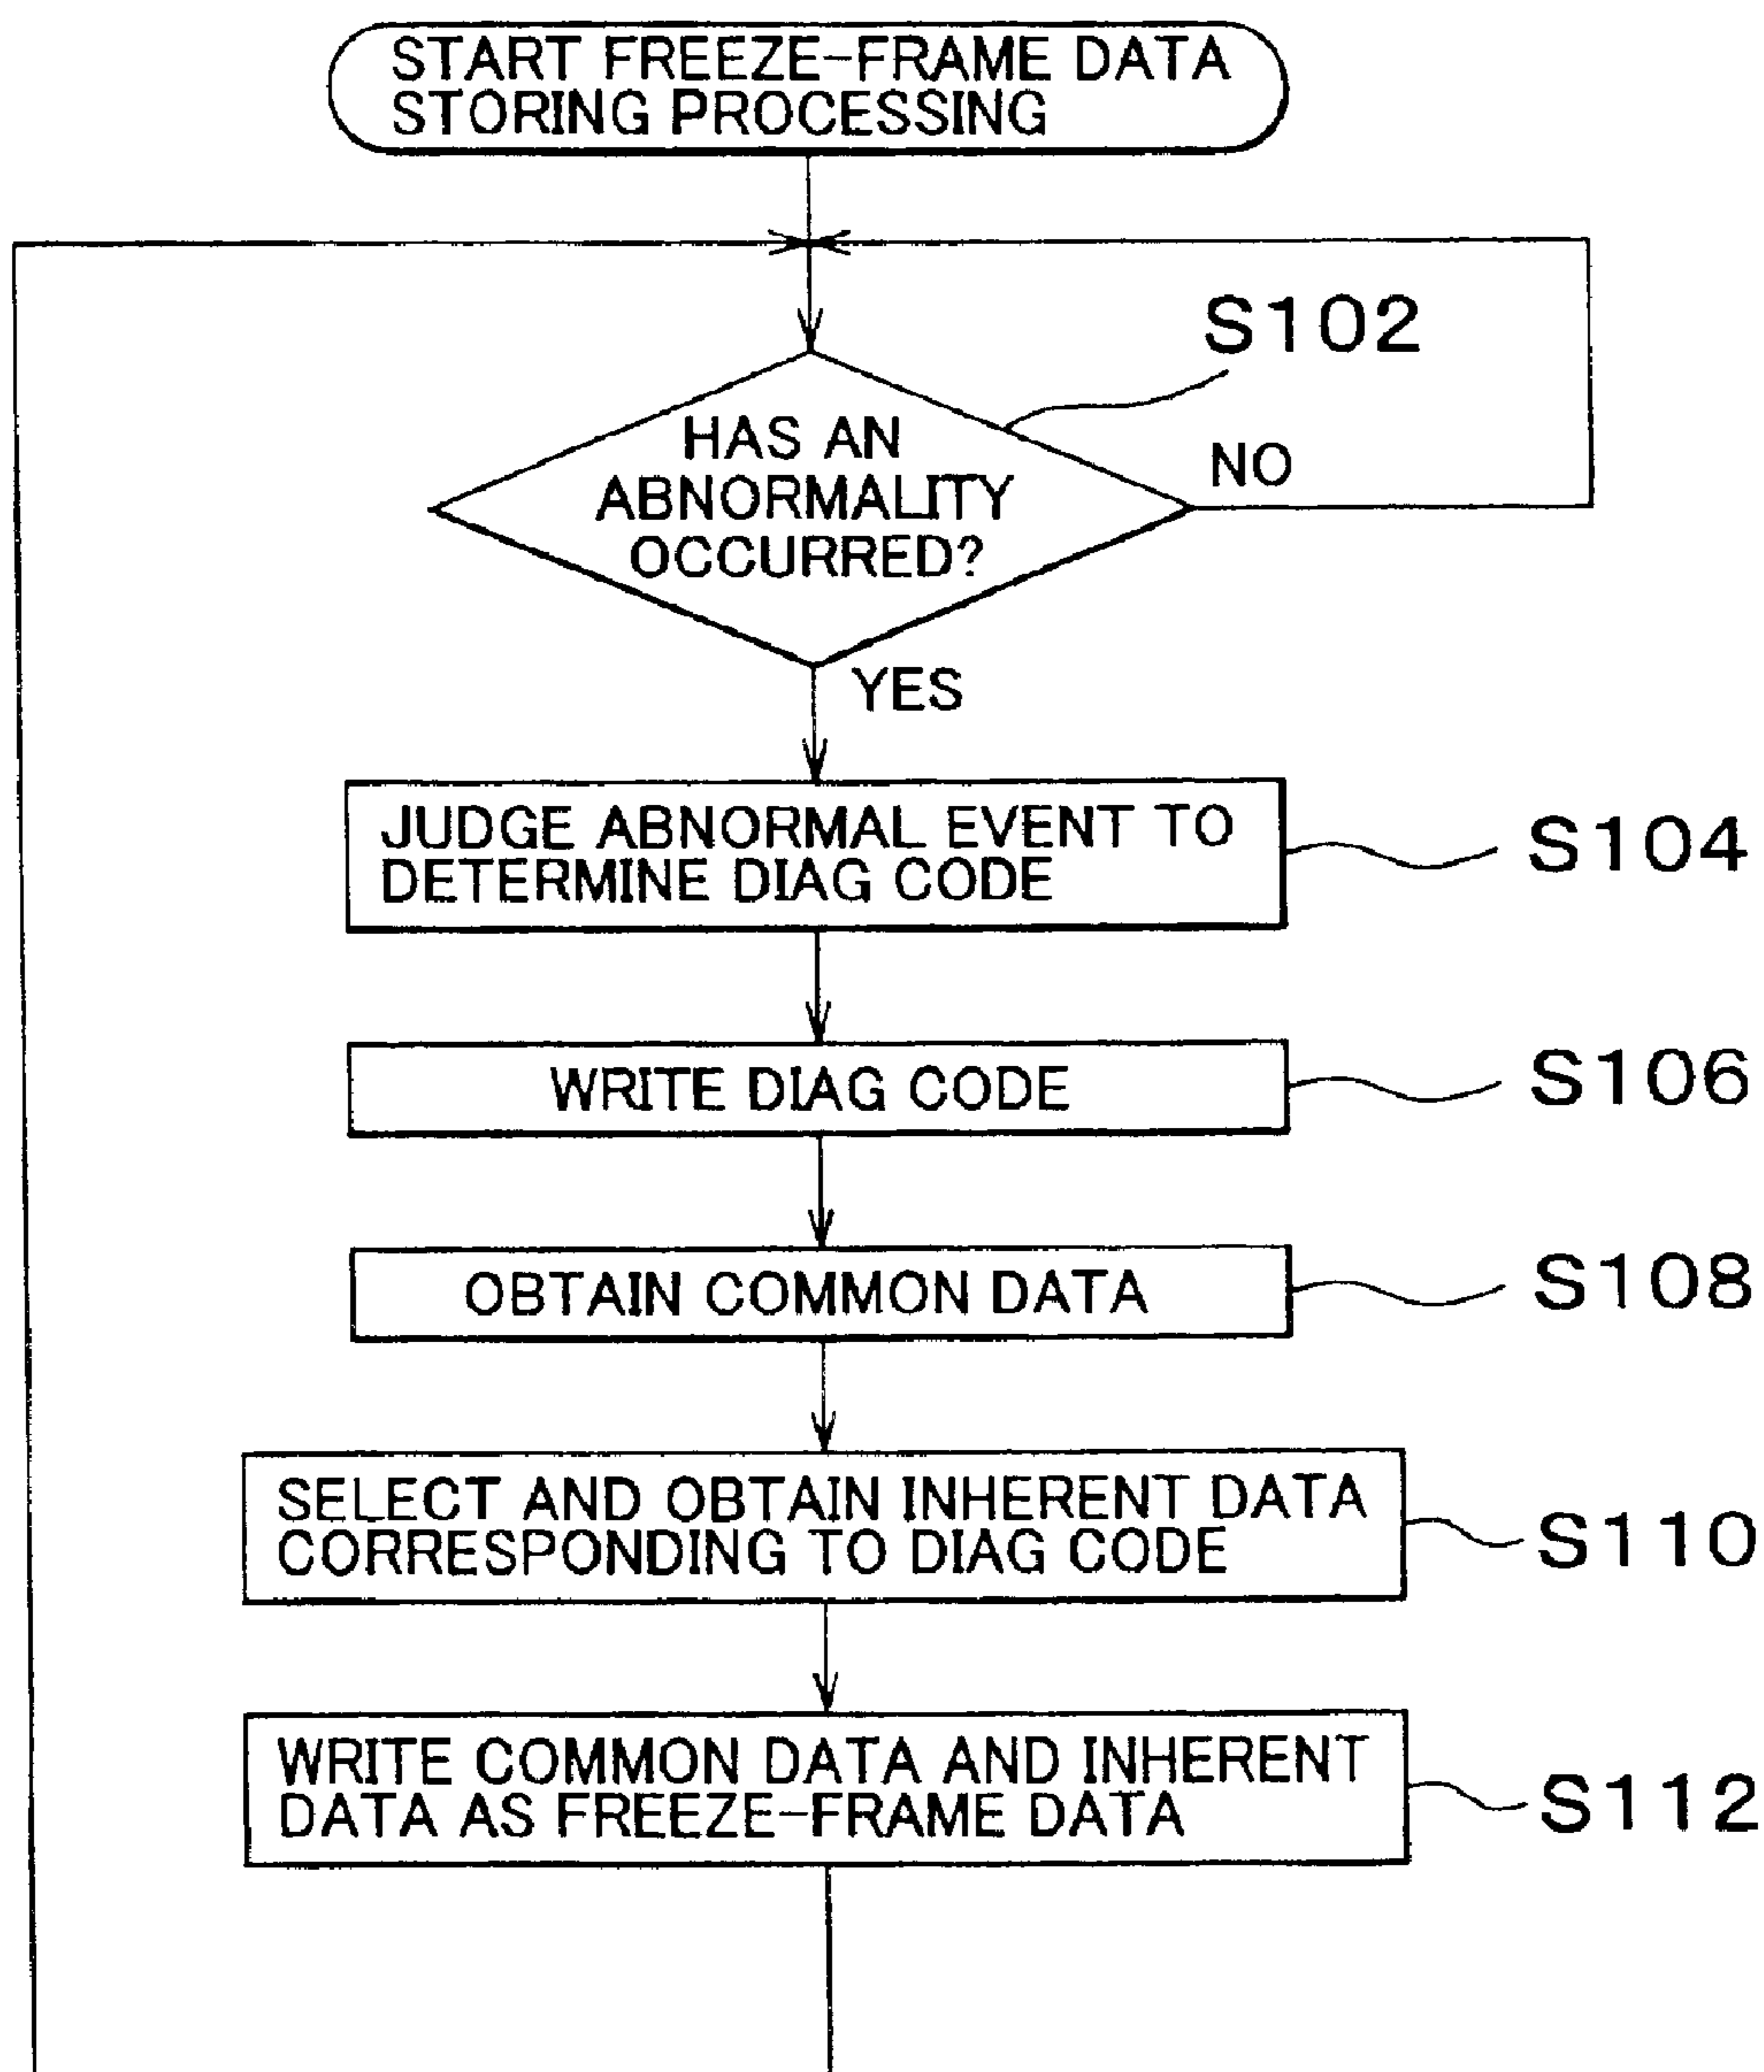 START FREEZE-FRAME DATA
STORING PROCESSING
S102
HAS AN
ABNORMALITY
OCCURRED?
NO
YES
JUDGE ABNORMAL EVENT TO
DETERMINE DIAG CODE
S104
WRITE DIAG CODE
S106
OBTAIN COMMON DATA
S108
SELECT AND OBTAIN INHERENT DATA
CORRESPONDING TO DIAG CODE
S110
WRITE COMMON DATA AND INHERENT
DATA AS FREEZE-FRAME DATA
S112